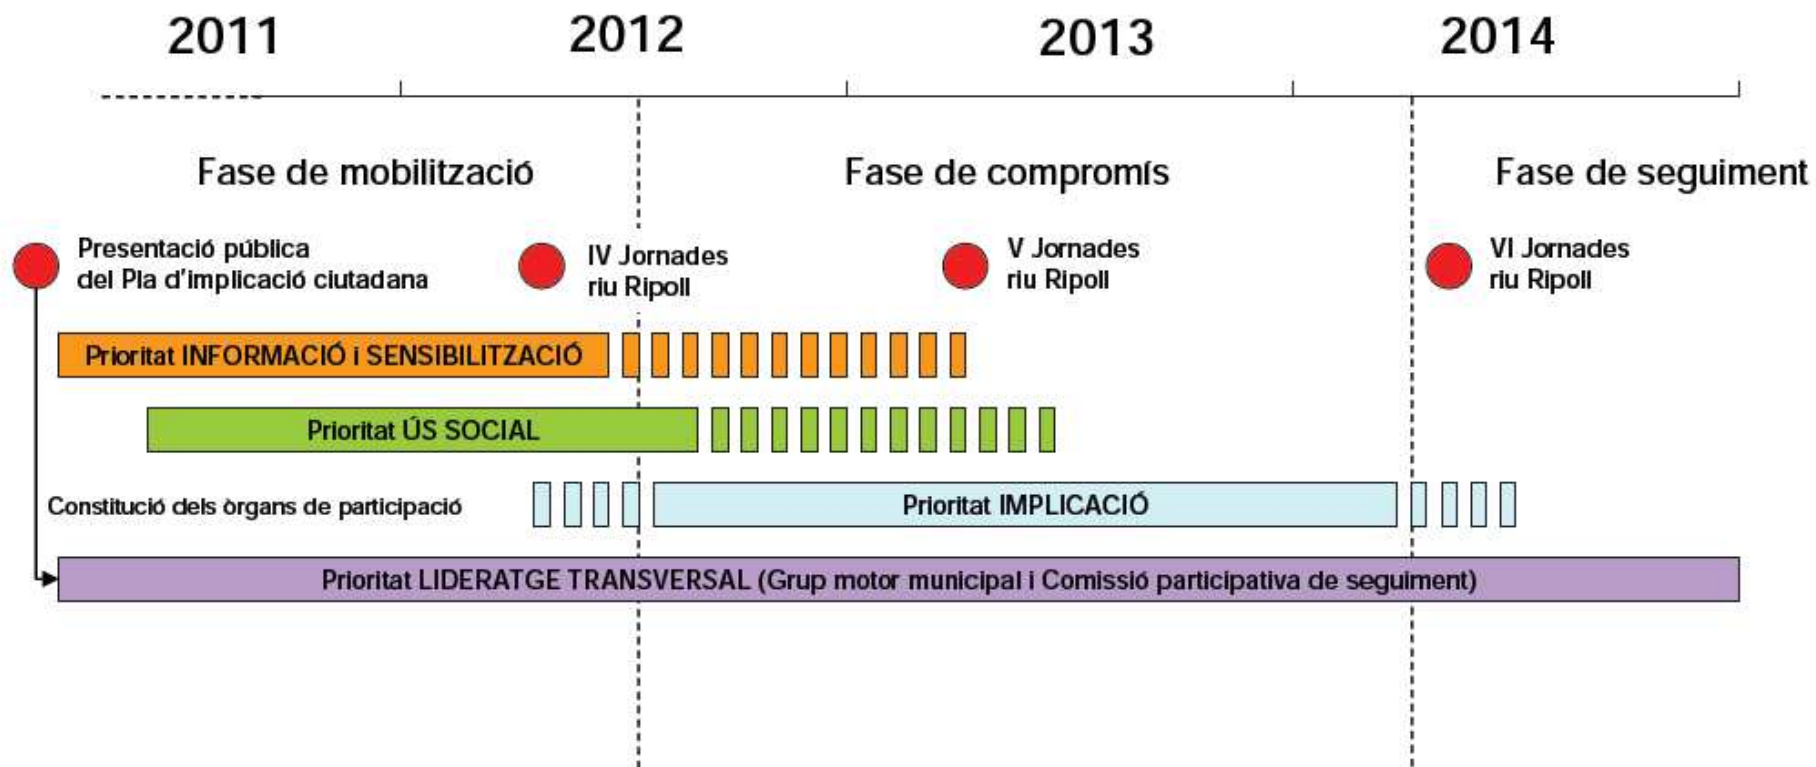 2011 2012 2013 2014
Fase de mobilització Fase de compromís Fase de seguiment
Presentació pública
del Pla d'implicació ciutadana
IV Jornades
riu Ripoll
V Jornades
riu Ripoll
VI Jornades
riu Ripoll
Prioritat INFORMACIÓ i SENSIBILITZACIÓ
Prioritat ÚS SOCIAL
Constitució dels òrgans de participació
Prioritat IMPLICACIÓ
Prioritat LIDERATGE TRANSVERSAL (Grup motor municipal i Comissió participativa de seguiment)